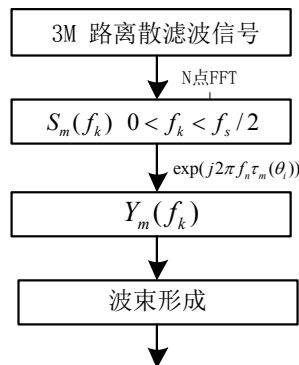 3M 路离散滤波信号
N点FFT
S_m(f_k) 0 < f_k < f_s / 2
exp(j2πf_nτ_m(θ_i))
Y_m(f_k)
波束形成